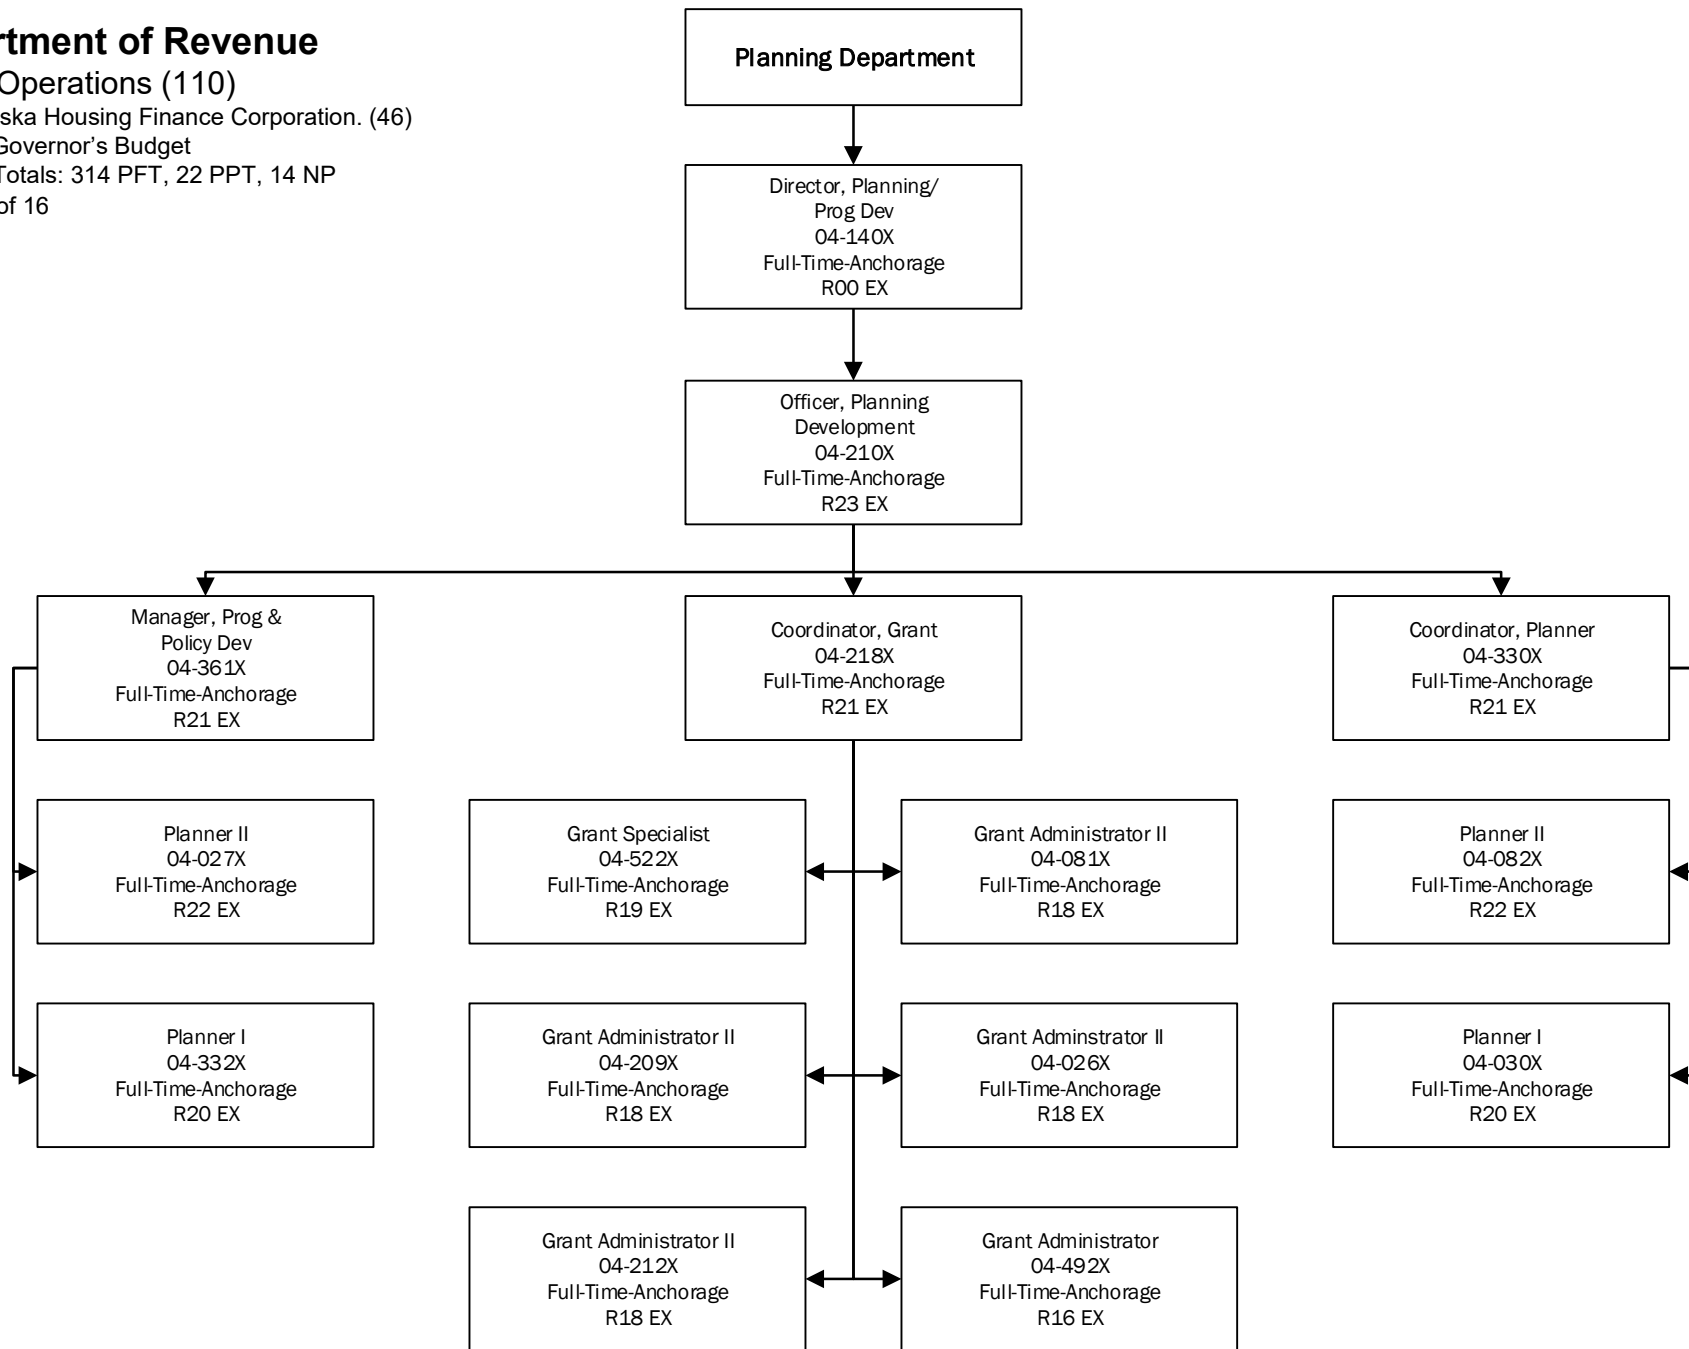 rtment of Revenue
Operations (110)
ska Housing Finance Corporation. (46)
Governor's Budget
Totals: 314 PFT, 22 PPT, 14 NP
of 16
Planning Department
Director, Planning/
Prog Dev
04-140X
Full-Time-Anchorage
R00 EX
Officer, Planning
Development
04-210X
Full-Time-Anchorage
R23 EX
Manager, Prog &
Policy Dev
04-361X
Full-Time-Anchorage
R21 EX
Coordinator, Grant
04-218X
Full-Time-Anchorage
R21 EX
Coordinator, Planner
04-330X
Full-Time-Anchorage
R21 EX
Planner II
04-027X
Full-Time-Anchorage
R22 EX
Grant Specialist
04-522X
Full-Time-Anchorage
R19 EX
Grant Administrator II
04-081X
Full-Time-Anchorage
R18 EX
Planner II
04-082X
Full-Time-Anchorage
R22 EX
Planner I
04-332X
Full-Time-Anchorage
R20 EX
Grant Administrator II
04-209X
Full-Time-Anchorage
R18 EX
Grant Adminstrator II
04-026X
Full-Time-Anchorage
R18 EX
Planner I
04-030X
Full-Time-Anchorage
R20 EX
Grant Administrator II
04-212X
Full-Time-Anchorage
R18 EX
Grant Administrator
04-492X
Full-Time-Anchorage
R16 EX